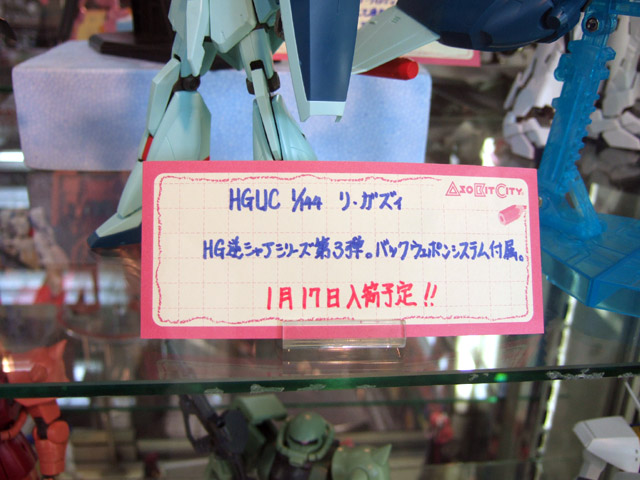 HGUC 1/144 リ・ガズィ
ASO BIT CITY
HG逆シャアシリーズ第3弾。バックウェポンシステム付属。
1月17日入荷予定!!